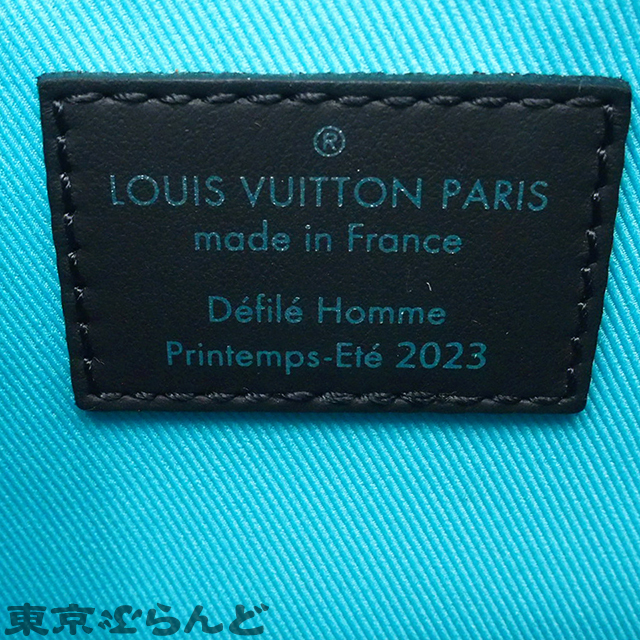 ®
LOUIS VUITTON PARIS
made in France
Défilé Homme
Printemps-Eté 2023
東京ぶらんど